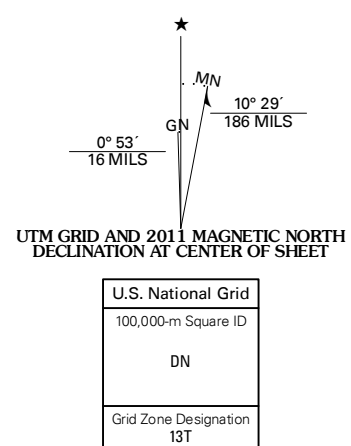 ★
MN
GN
10° 29´
186 MILS
0° 53´
16 MILS
UTM GRID AND 2011 MAGNETIC NORTH
DECLINATION AT CENTER OF SHEET
U.S. National Grid
100,000-m Square ID
DN
Grid Zone Designation
13T